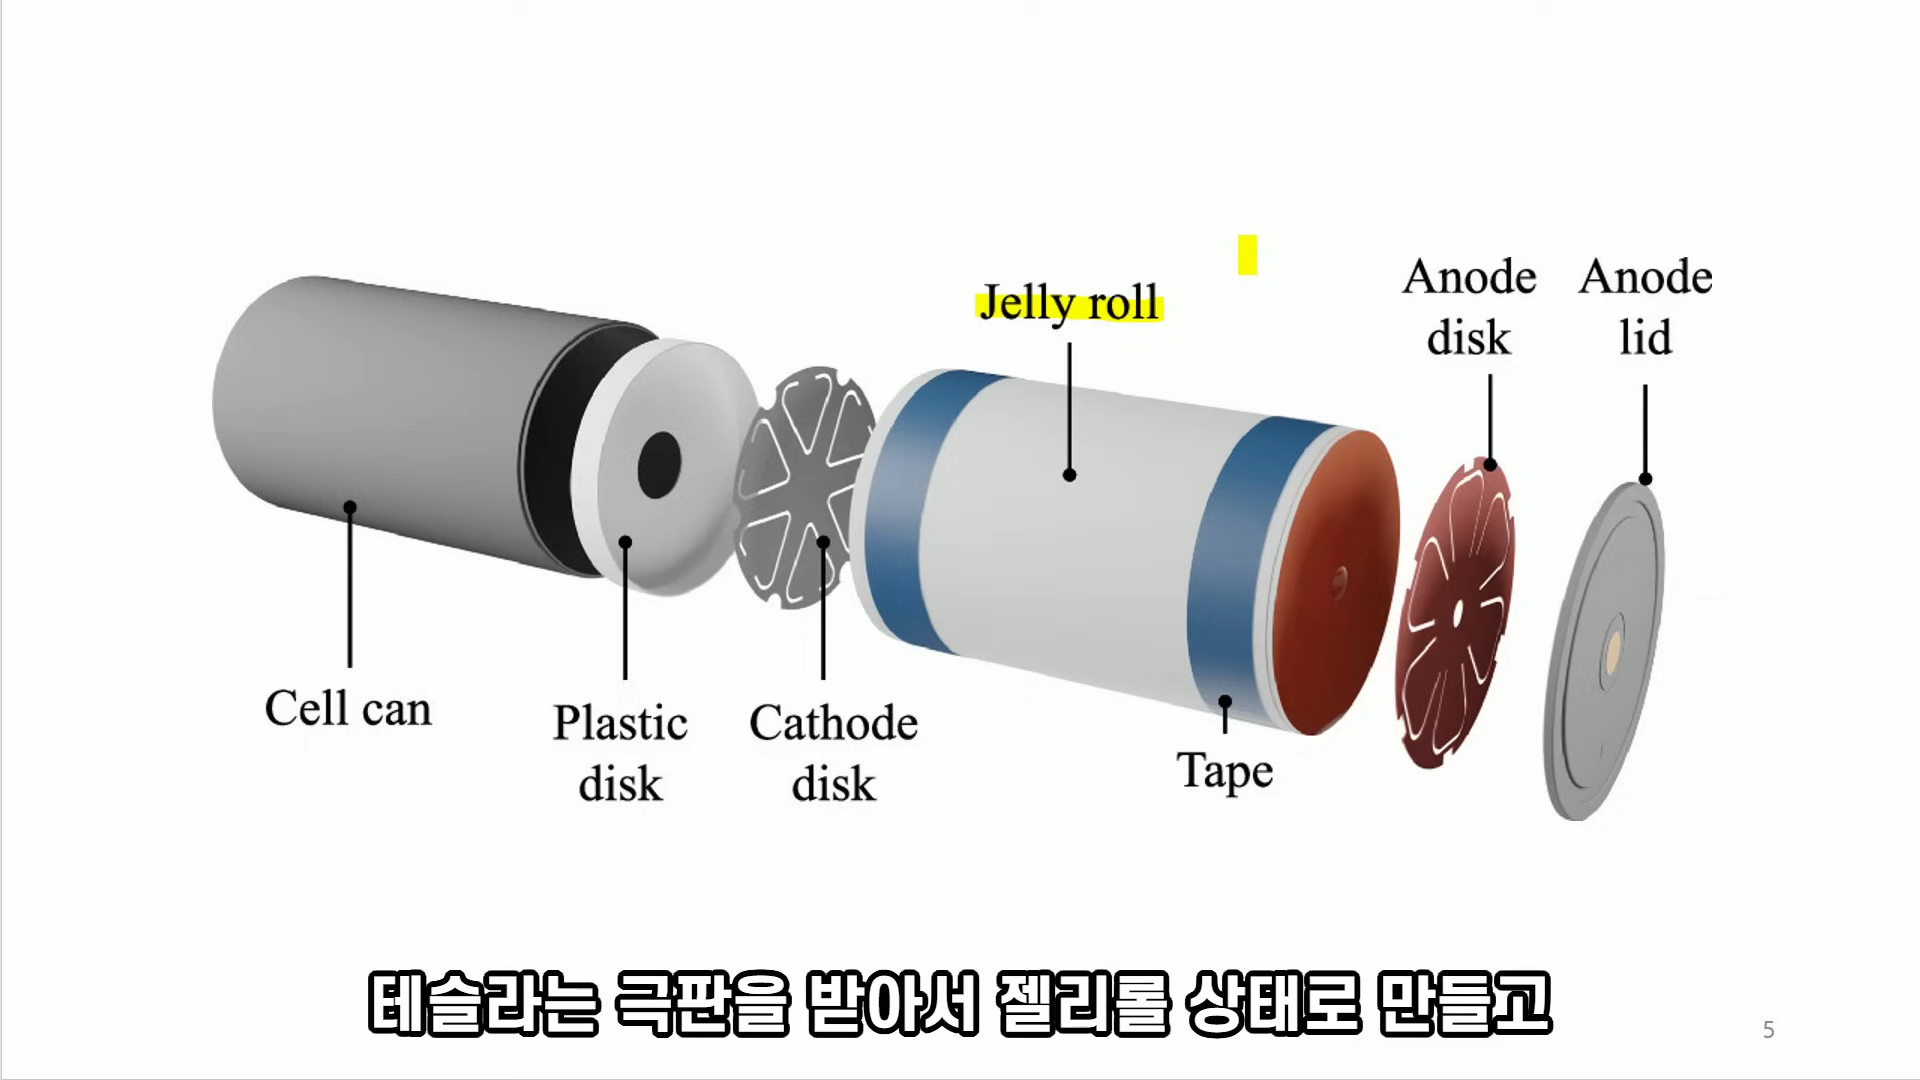 Jelly roll
Anode
disk
Anode
lid
Cell can
Plastic
disk
Cathode
disk
Tape
테슬라는 극판을 받아서 젤리롤 상태로 만들고
5